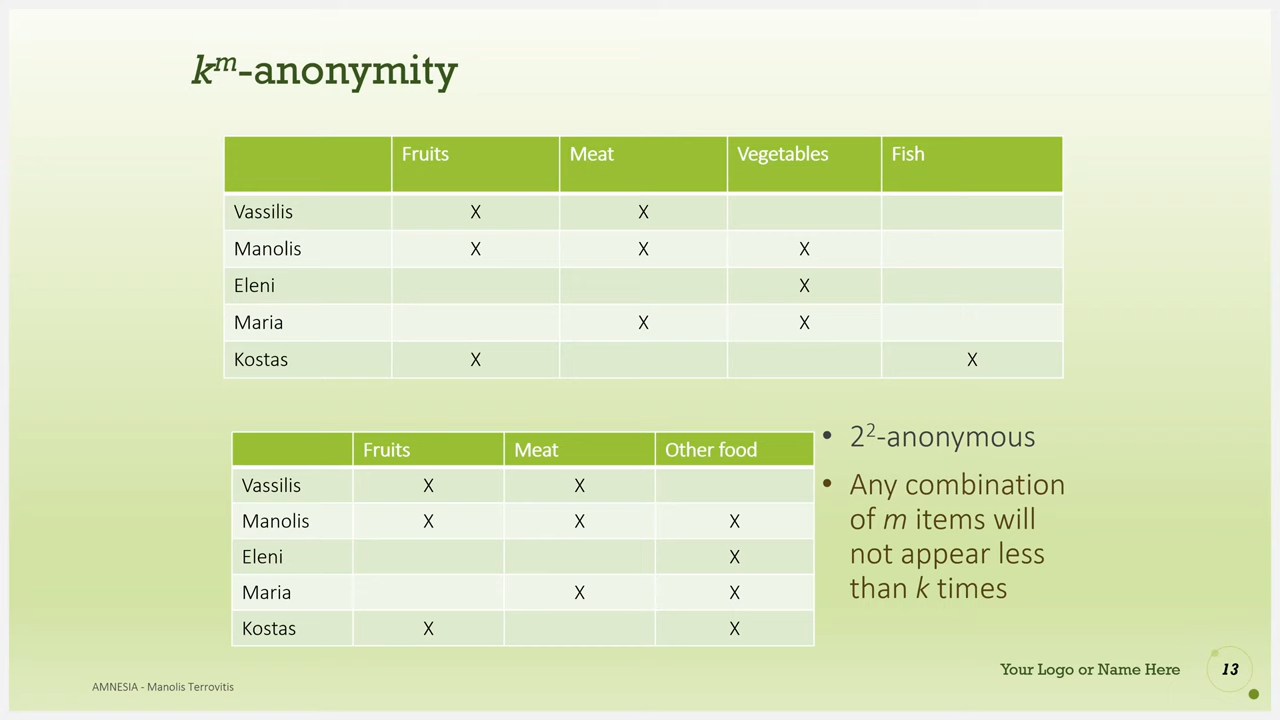 k^m-anonymity
Fruits Meat Vegetables Fish
Vassilis X X
Manolis X X X
Eleni X
Maria X X
Kostas X X
Fruits Meat Other food
Vassilis X X
Manolis X X X
Eleni X
Maria X X
Kostas X X
• 2²-anonymous
• Any combination
of m items will
not appear less
than k times
Your Logo or Name Here 13
AMNESIA - Manolis Terrovitis